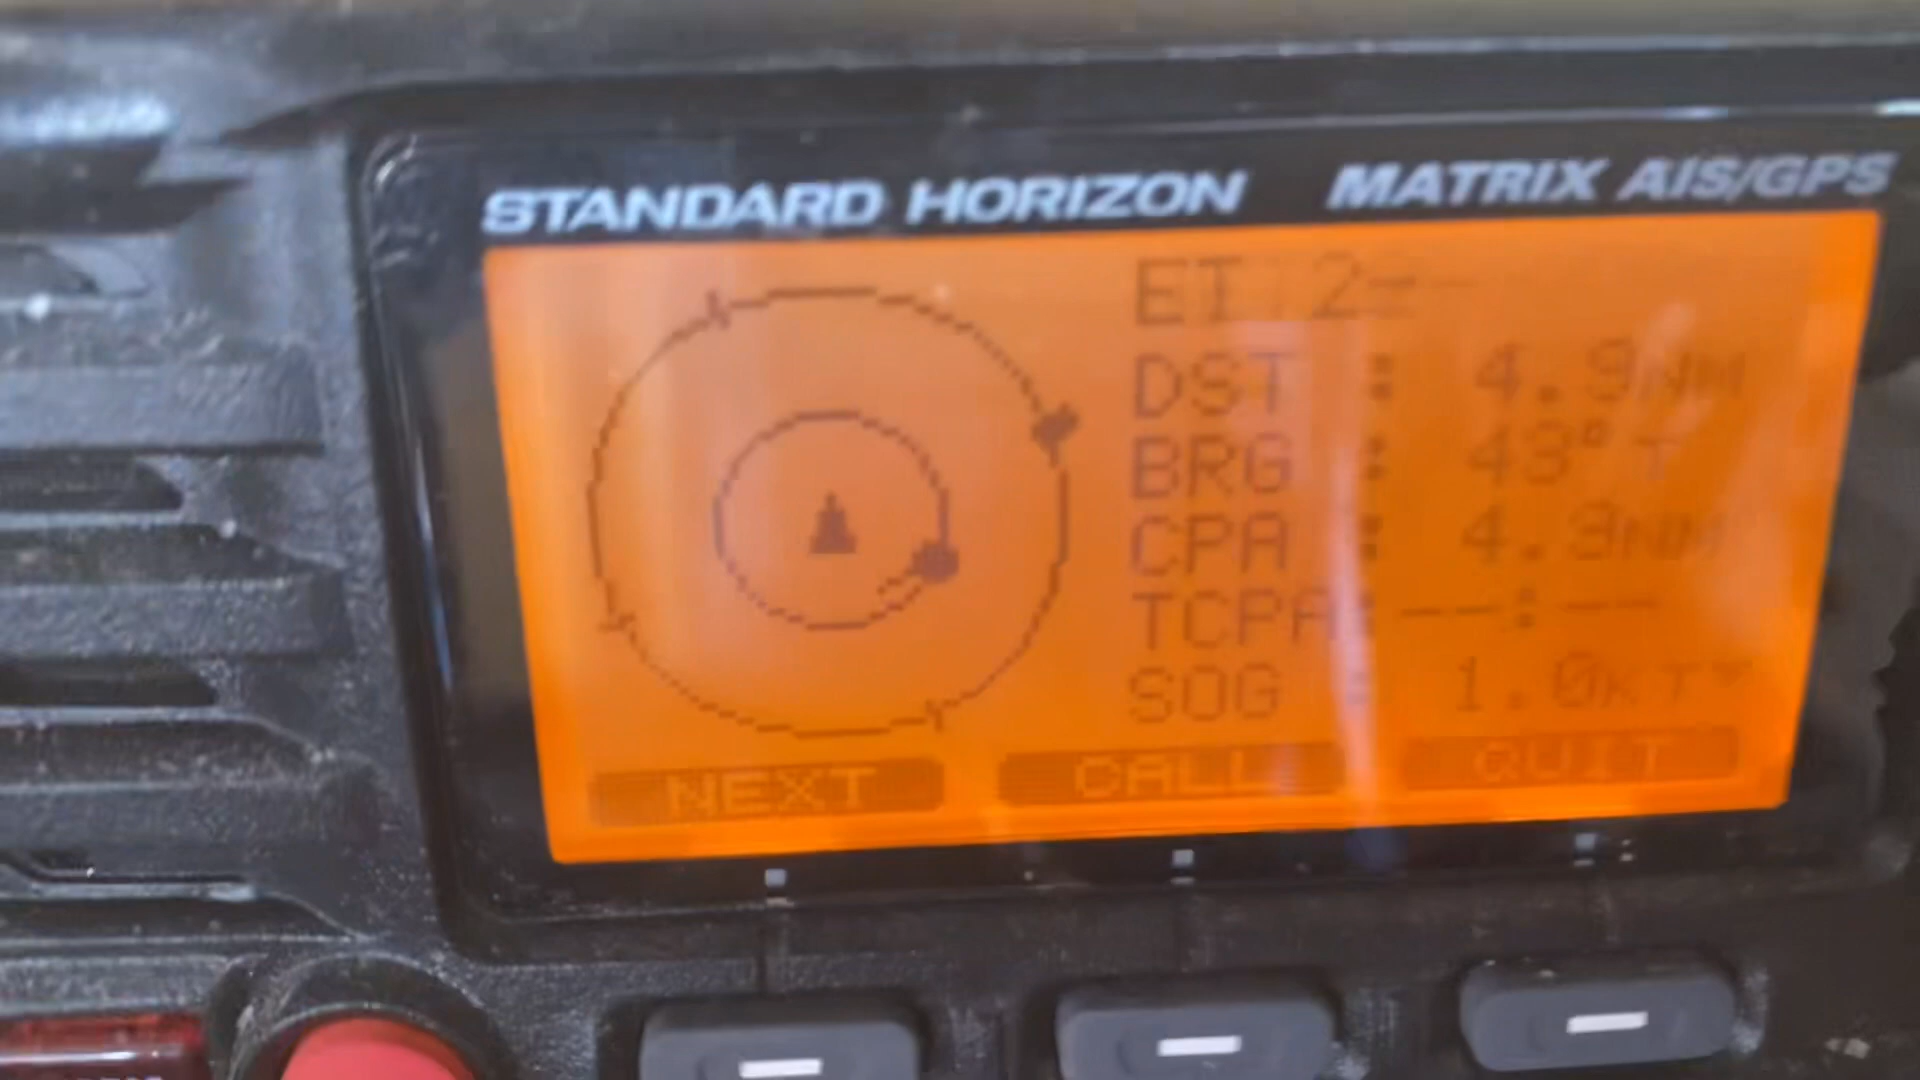 STANDARD HORIZON MATRIX AIS/GPS
DST : 4.9NM
BRG : 43° T
CPA : 4.9NM
TCPA: --:--
SOG : 1.0KT
NEXT CALL QUIT